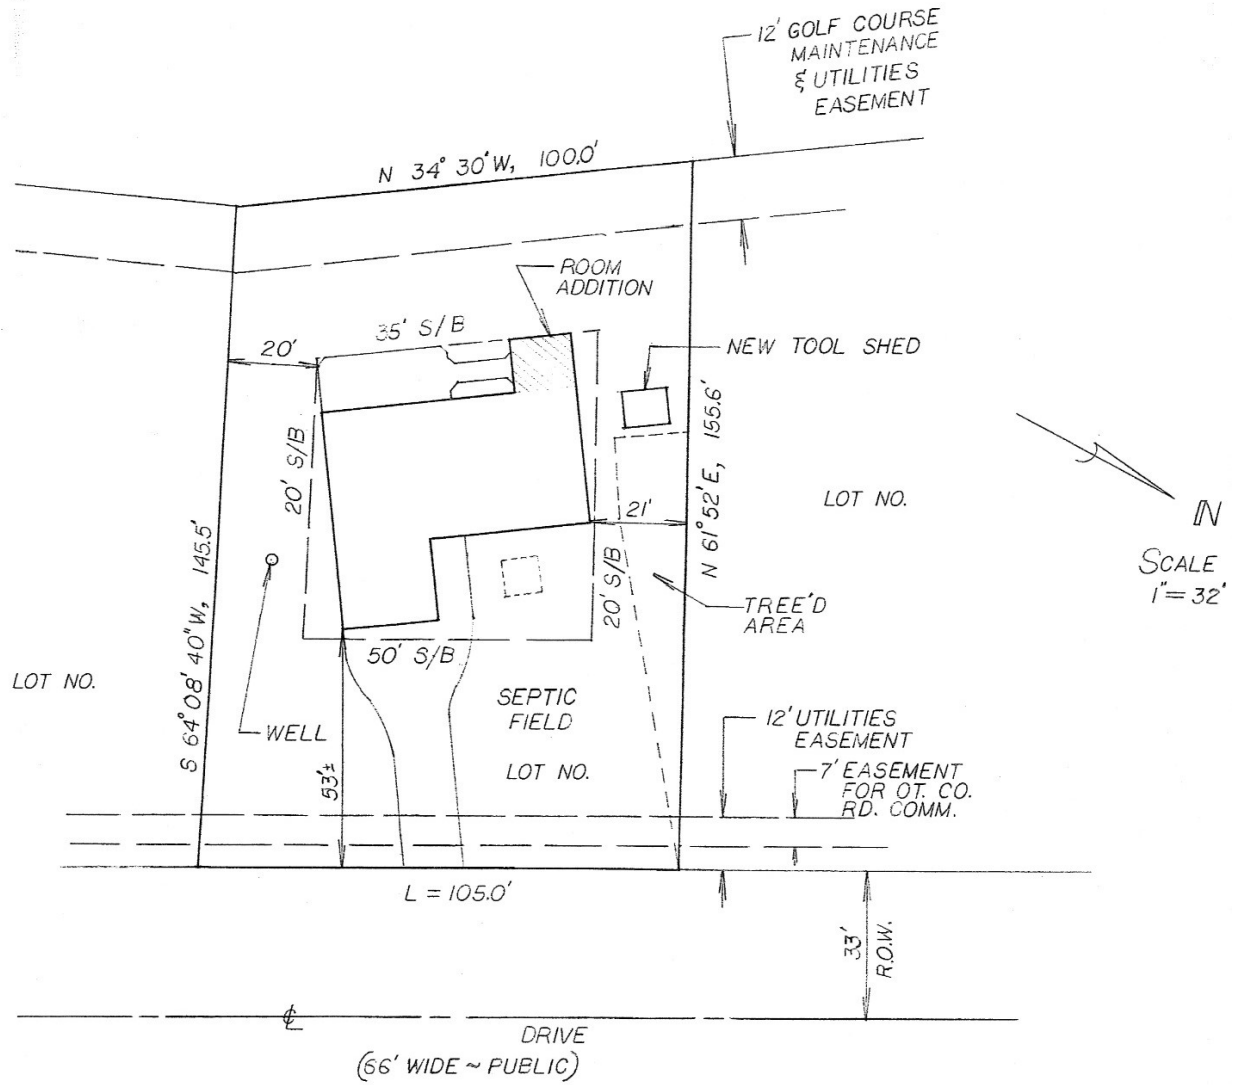 12' GOLF COURSE
MAINTENANCE
& UTILITIES
EASEMENT
N 34° 30' W, 100.0'
ROOM
ADDITION
35' S/B
20'
NEW TOOL SHED
20' S/B
N 61° 52' E, 155.6'
LOT NO.
N
SCALE
1" = 32'
21'
20' S/B
TREE'D
AREA
S 64° 08' 40" W, 145.5'
50' S/B
LOT NO.
SEPTIC
FIELD
WELL
LOT NO.
53'±
12' UTILITIES
EASEMENT
7' EASEMENT
FOR OT. CO.
RD. COMM.
L = 105.0'
33'
R.O.W.
℄
DRIVE
(66' WIDE ~ PUBLIC)